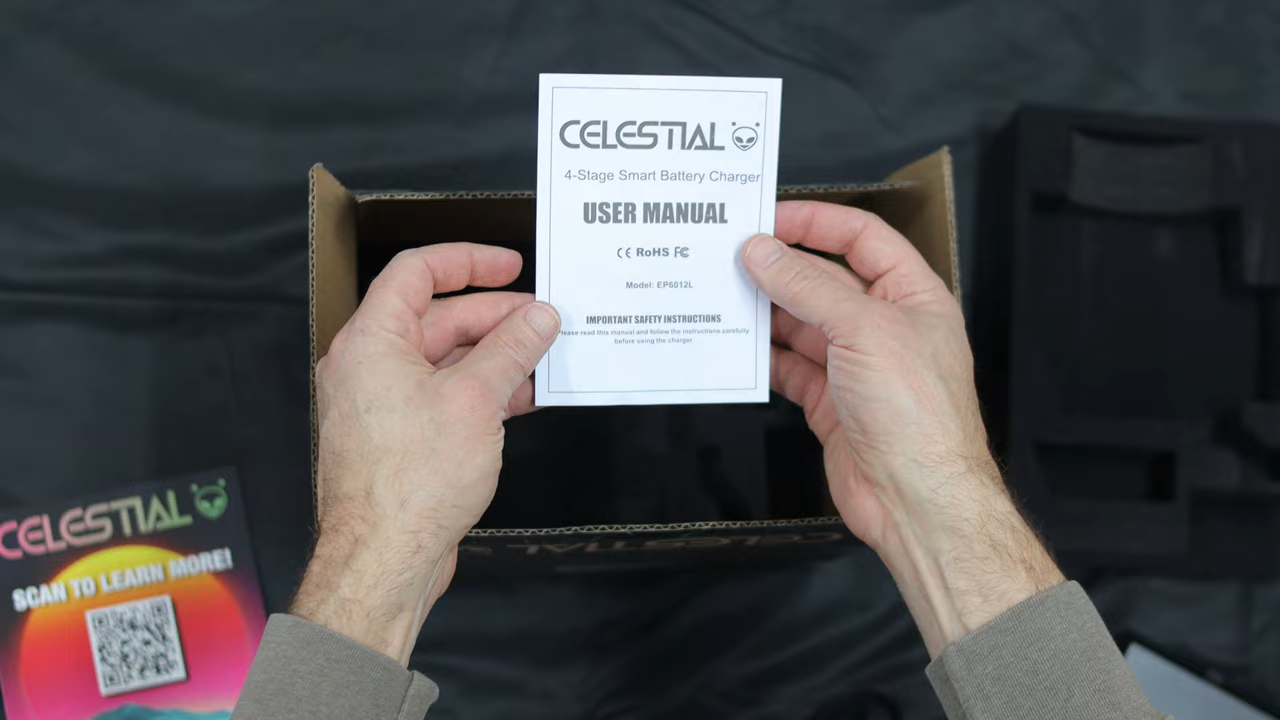 CELESTIAL
4-Stage Smart Battery Charger
USER MANUAL
CE RoHS FC
Model: EP6012L
IMPORTANT SAFETY INSTRUCTIONS
Please read this manual and follow the instructions carefully
before using the charger
CELESTIAL
CELESTIAL
SCAN TO LEARN MORE!